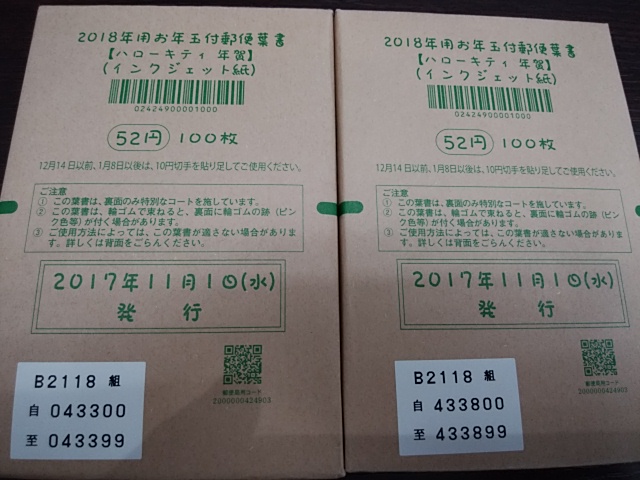 2018年用お年玉付郵便葉書
【ハローキティ 年賀】
(インクジェット紙)
02424900001000
52円 100枚
12月14日以前、1月8日以後は、10円切手を貼り足してご使用ください。
ご注意
① この葉書は、裏面のみ特別なコートを施しています。
② この葉書は、輪ゴムで束ねると、裏面に輪ゴムの跡（ピン
ク色等）が付く場合があります。
③ ご使用方法によっては、この葉書が適さない場合がありま
す。詳しくは背面をごらんください。
2017年11月1日(水)
発 行
郵便局用コード
2000000424903
B2118 組
自 043300
至 043399
2018年用お年玉付郵便葉書
【ハローキティ 年賀】
(インクジェット紙)
02424900001000
52円 100枚
12月14日以前、1月8日以後は、10円切手を貼り足してご使用ください。
ご注意
① この葉書は、裏面のみ特別なコートを施しています。
② この葉書は、輪ゴムで束ねると、裏面に輪ゴムの跡（ピン
ク色等）が付く場合があります。
③ ご使用方法によっては、この葉書が適さない場合がありま
す。詳しくは背面をごらんください。
2017年11月1日(水)
発 行
郵便局用コード
2000000424903
B2118 組
自 433800
至 433899